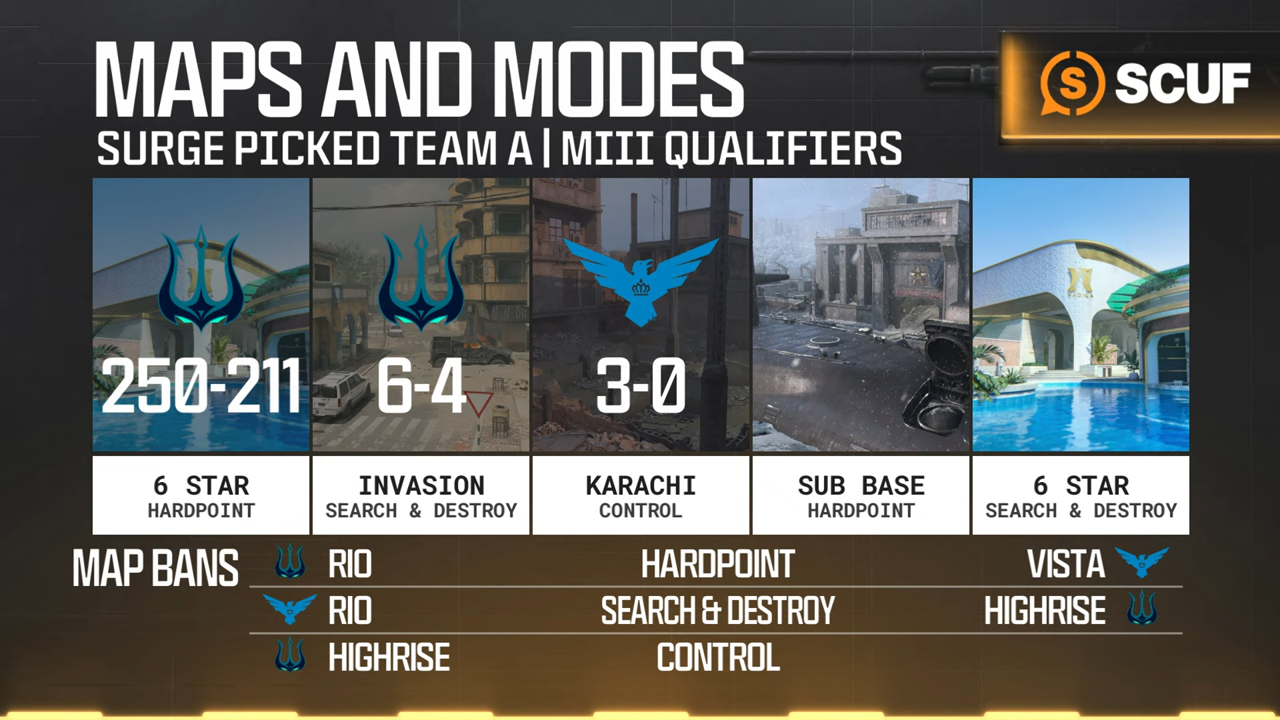 MAPS AND MODES
SCUF
SURGE PICKED TEAM A | MIII QUALIFIERS
250-211
6-4
3-0
6 STAR
HARDPOINT
INVASION
SEARCH & DESTROY
KARACHI
CONTROL
SUB BASE
HARDPOINT
6 STAR
SEARCH & DESTROY
MAP BANS
RIO HARDPOINT VISTA
RIO SEARCH & DESTROY HIGHRISE
HIGHRISE CONTROL